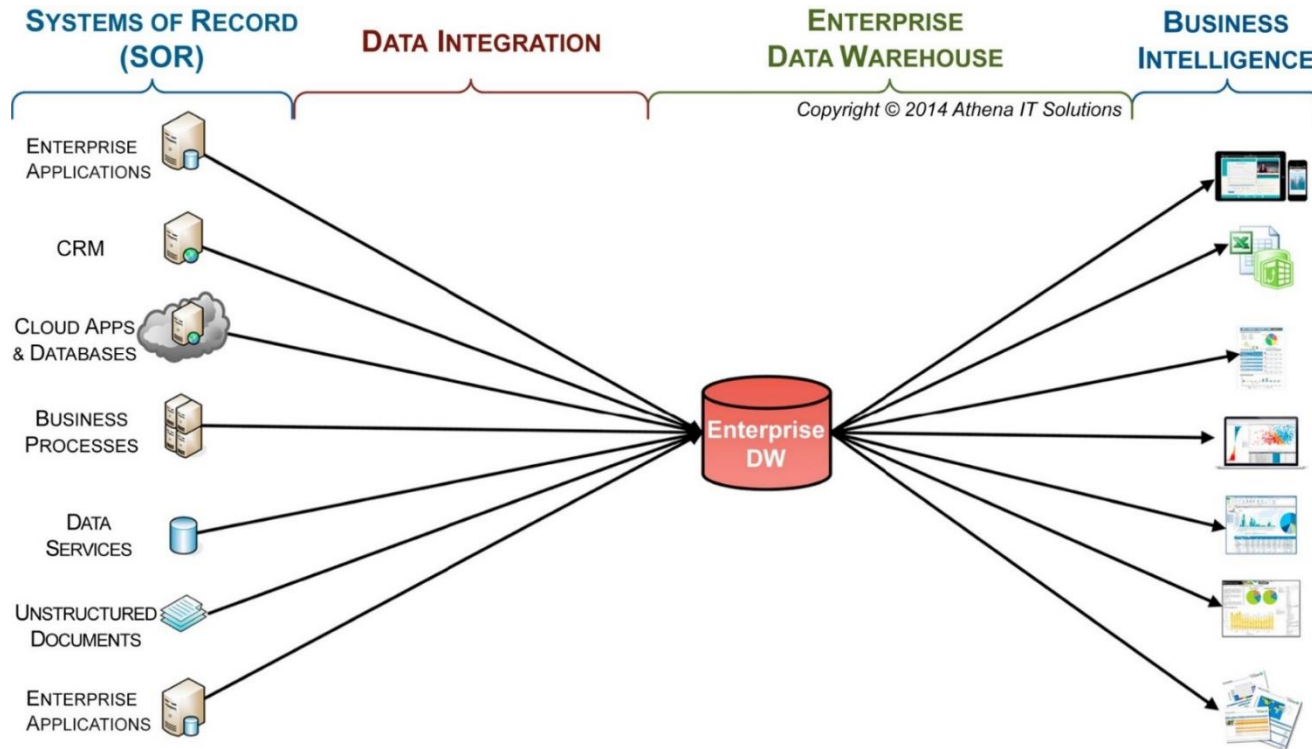 SYSTEMS OF RECORD
(SOR)
DATA INTEGRATION
ENTERPRISE
DATA WAREHOUSE
BUSINESS
INTELLIGENCE
Copyright © 2014 Athena IT Solutions
ENTERPRISE
APPLICATIONS
CRM
CLOUD APPS
& DATABASES
BUSINESS
PROCESSES
DATA
SERVICES
UNSTRUCTURED
DOCUMENTS
ENTERPRISE
APPLICATIONS
Enterprise
DW